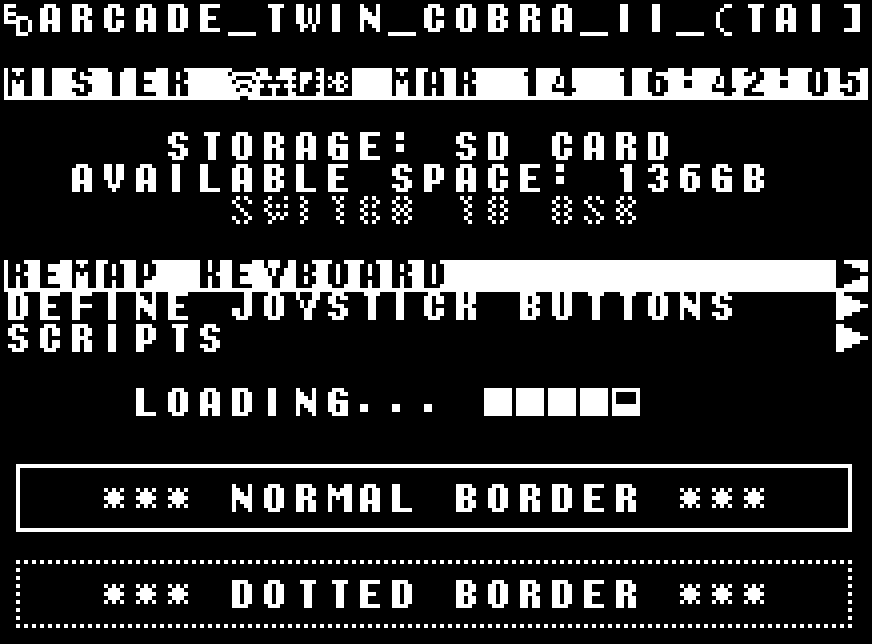 ARCADE_TWIN_COBRA_II_(TAI]
MISTER MAR 14 16:42:05
STORAGE: SD CARD
AVAILABLE SPACE: 136GB
REMAP KEYBOARD
DEFINE JOYSTICK BUTTONS
SCRIPTS
LOADING...
*** NORMAL BORDER ***
*** DOTTED BORDER ***